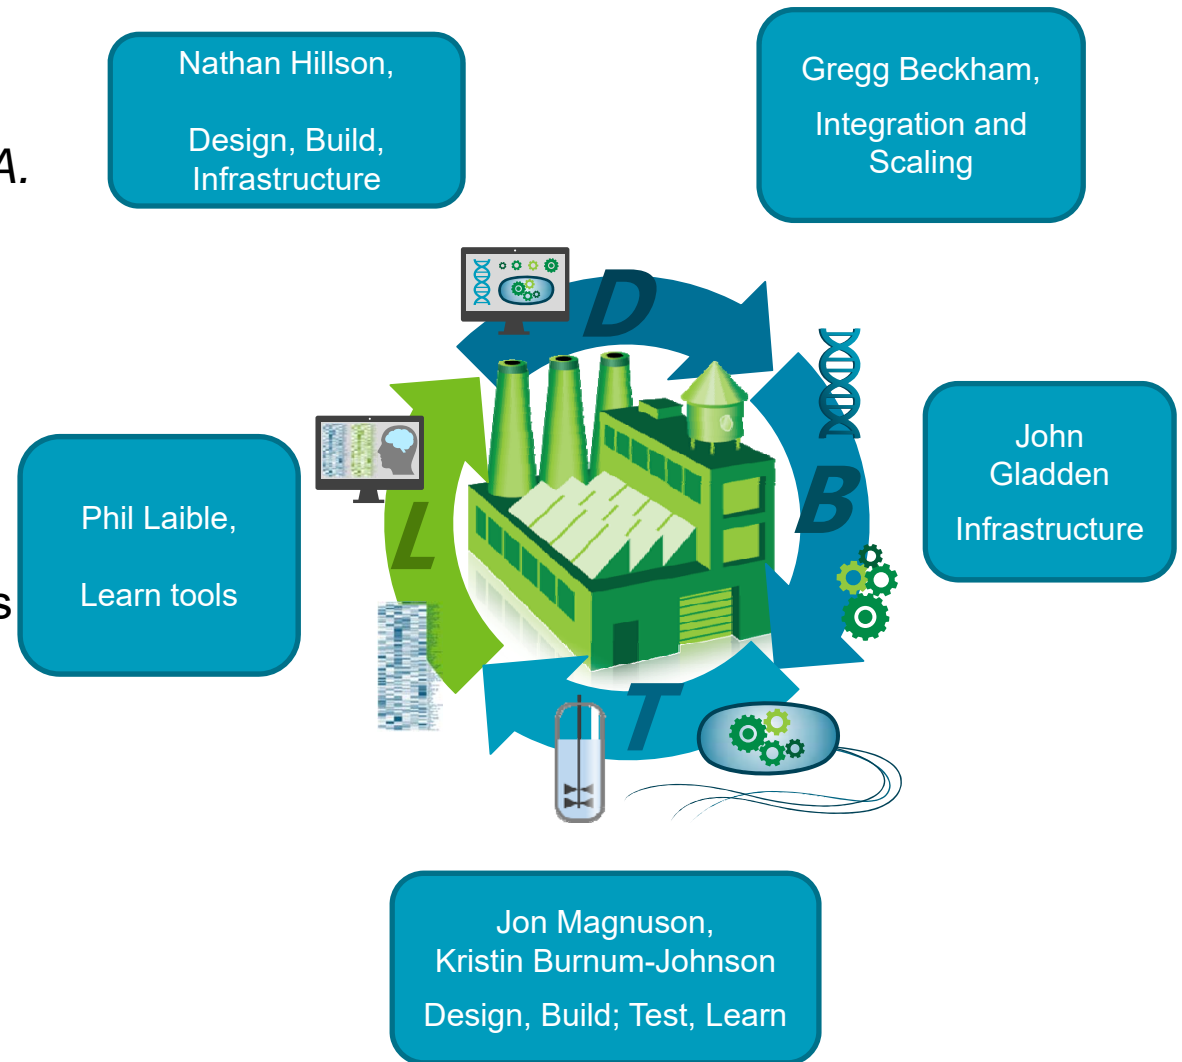 Nathan Hillson,
Design, Build,
Infrastructure
Gregg Beckham,
Integration and
Scaling
A.
D
B
John
Gladden
Infrastructure
L
Phil Laible,
Learn tools
s
T
Jon Magnuson,
Kristin Burnum-Johnson
Design, Build; Test, Learn